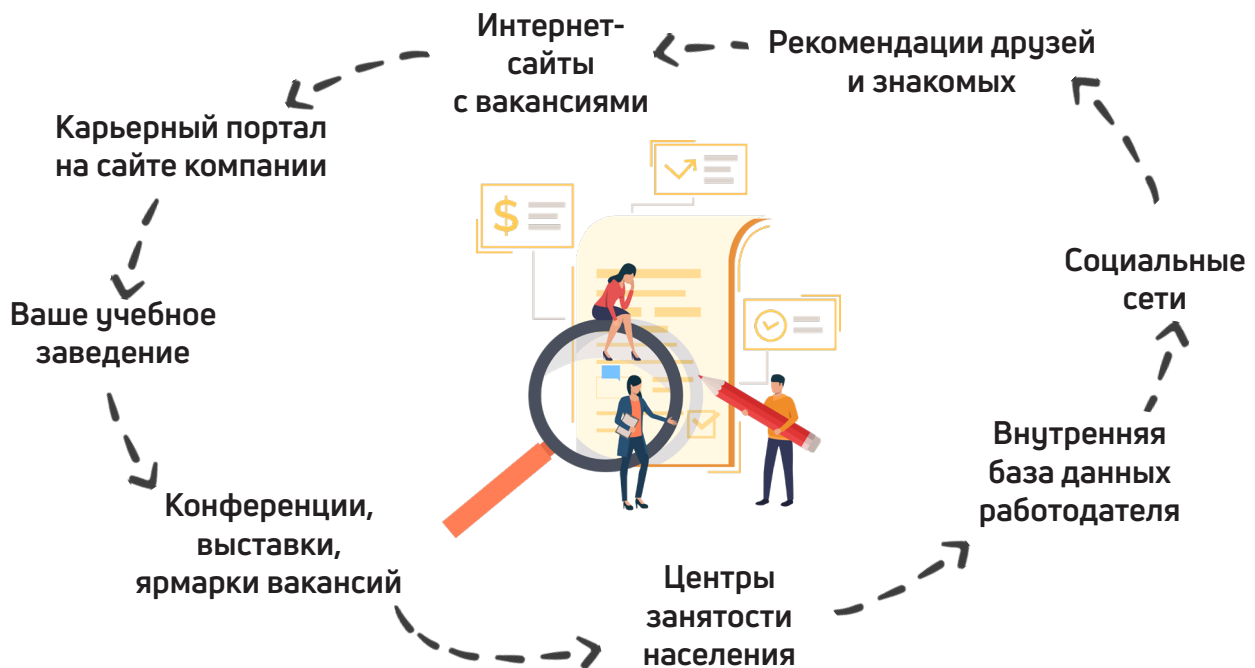 Интернет-
сайты
с вакансиями
Рекомендации друзей
и знакомых
Карьерный портал
на сайте компании
$
Социальные
сети
Ваше учебное
заведение
Внутренняя
база данных
работодателя
Конференции,
выставки,
ярмарки вакансий
Центры
занятости
населения